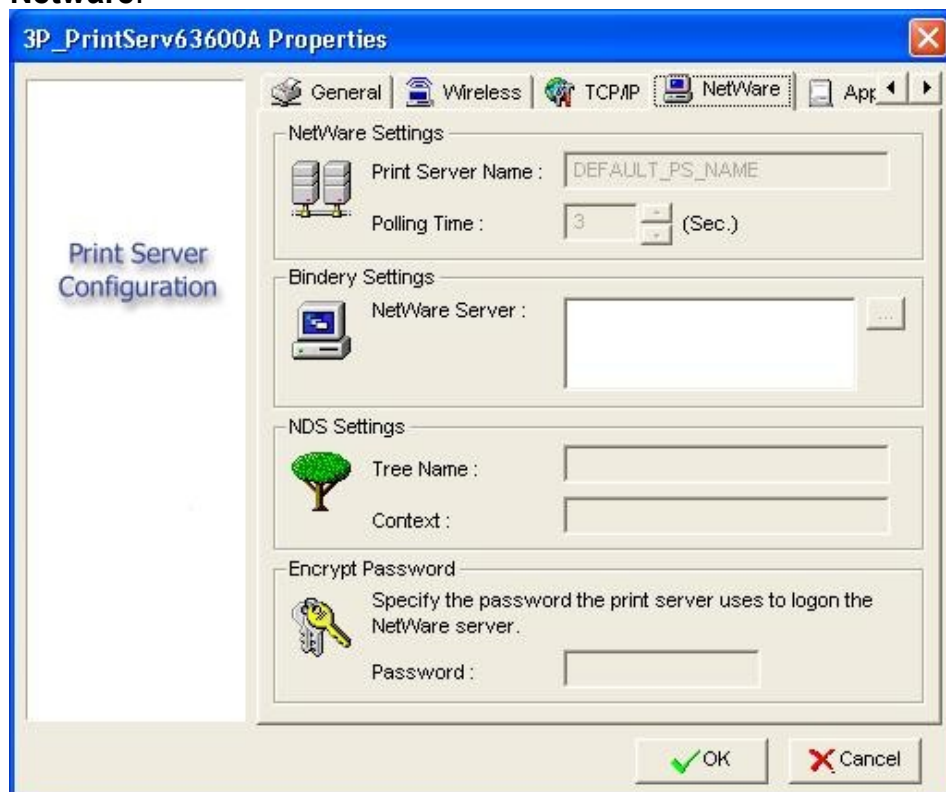 Netware.
3P_PrintServ63600A Properties
General Wireless TCP/IP NetWare App
NetWare Settings
Print Server Name : DEFAULT_PS_NAME
Polling Time : 3 (Sec.)
Print Server
Configuration
Bindery Settings
NetWare Server : ...
NDS Settings
Tree Name :
Context :
Encrypt Password
Specify the password the print server uses to logon the
NetWare server.
Password :
OK Cancel